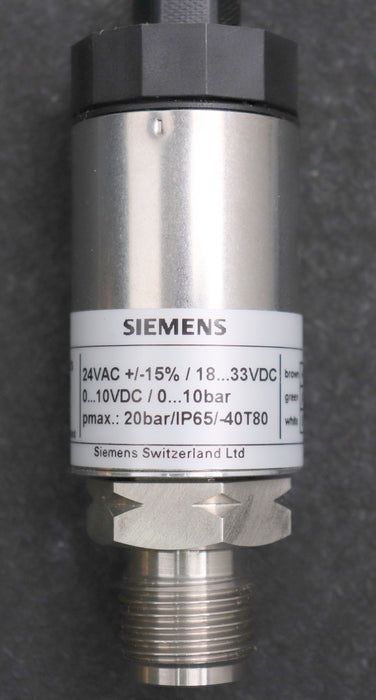 SIEMENS
24VAC +/-15% / 18...33VDC
0...10VDC / 0...10bar
pmax.: 20bar/IP65/-40T80
brown
green
white
Siemens Switzerland Ltd